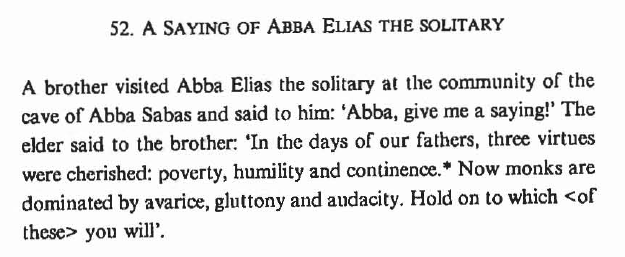 52. A SAYING OF ABBA ELIAS THE SOLITARY
A brother visited Abba Elias the solitary at the community of the
cave of Abba Sabas and said to him: ‘Abba, give me a saying!’ The
elder said to the brother: ‘In the days of our fathers, three virtues
were cherished: poverty, humility and continence.* Now monks are
dominated by avarice, gluttony and audacity. Hold on to which <of
these> you will’.